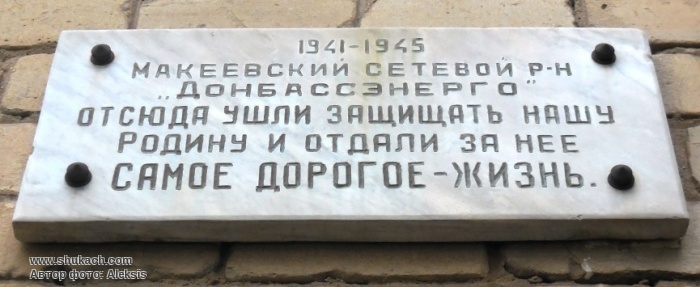 1941-1945
МАКЕЕВСКИЙ СЕТЕВОЙ Р-Н
„ДОНБАССЭНЕРГО"
ОТСЮДА УШЛИ ЗАЩИЩАТЬ НАШУ
РОДИНУ И ОТДАЛИ ЗА НЕЕ
САМОЕ ДОРОГОЕ-ЖИЗНЬ.
www.shukach.com
Автор фото: Aleksis